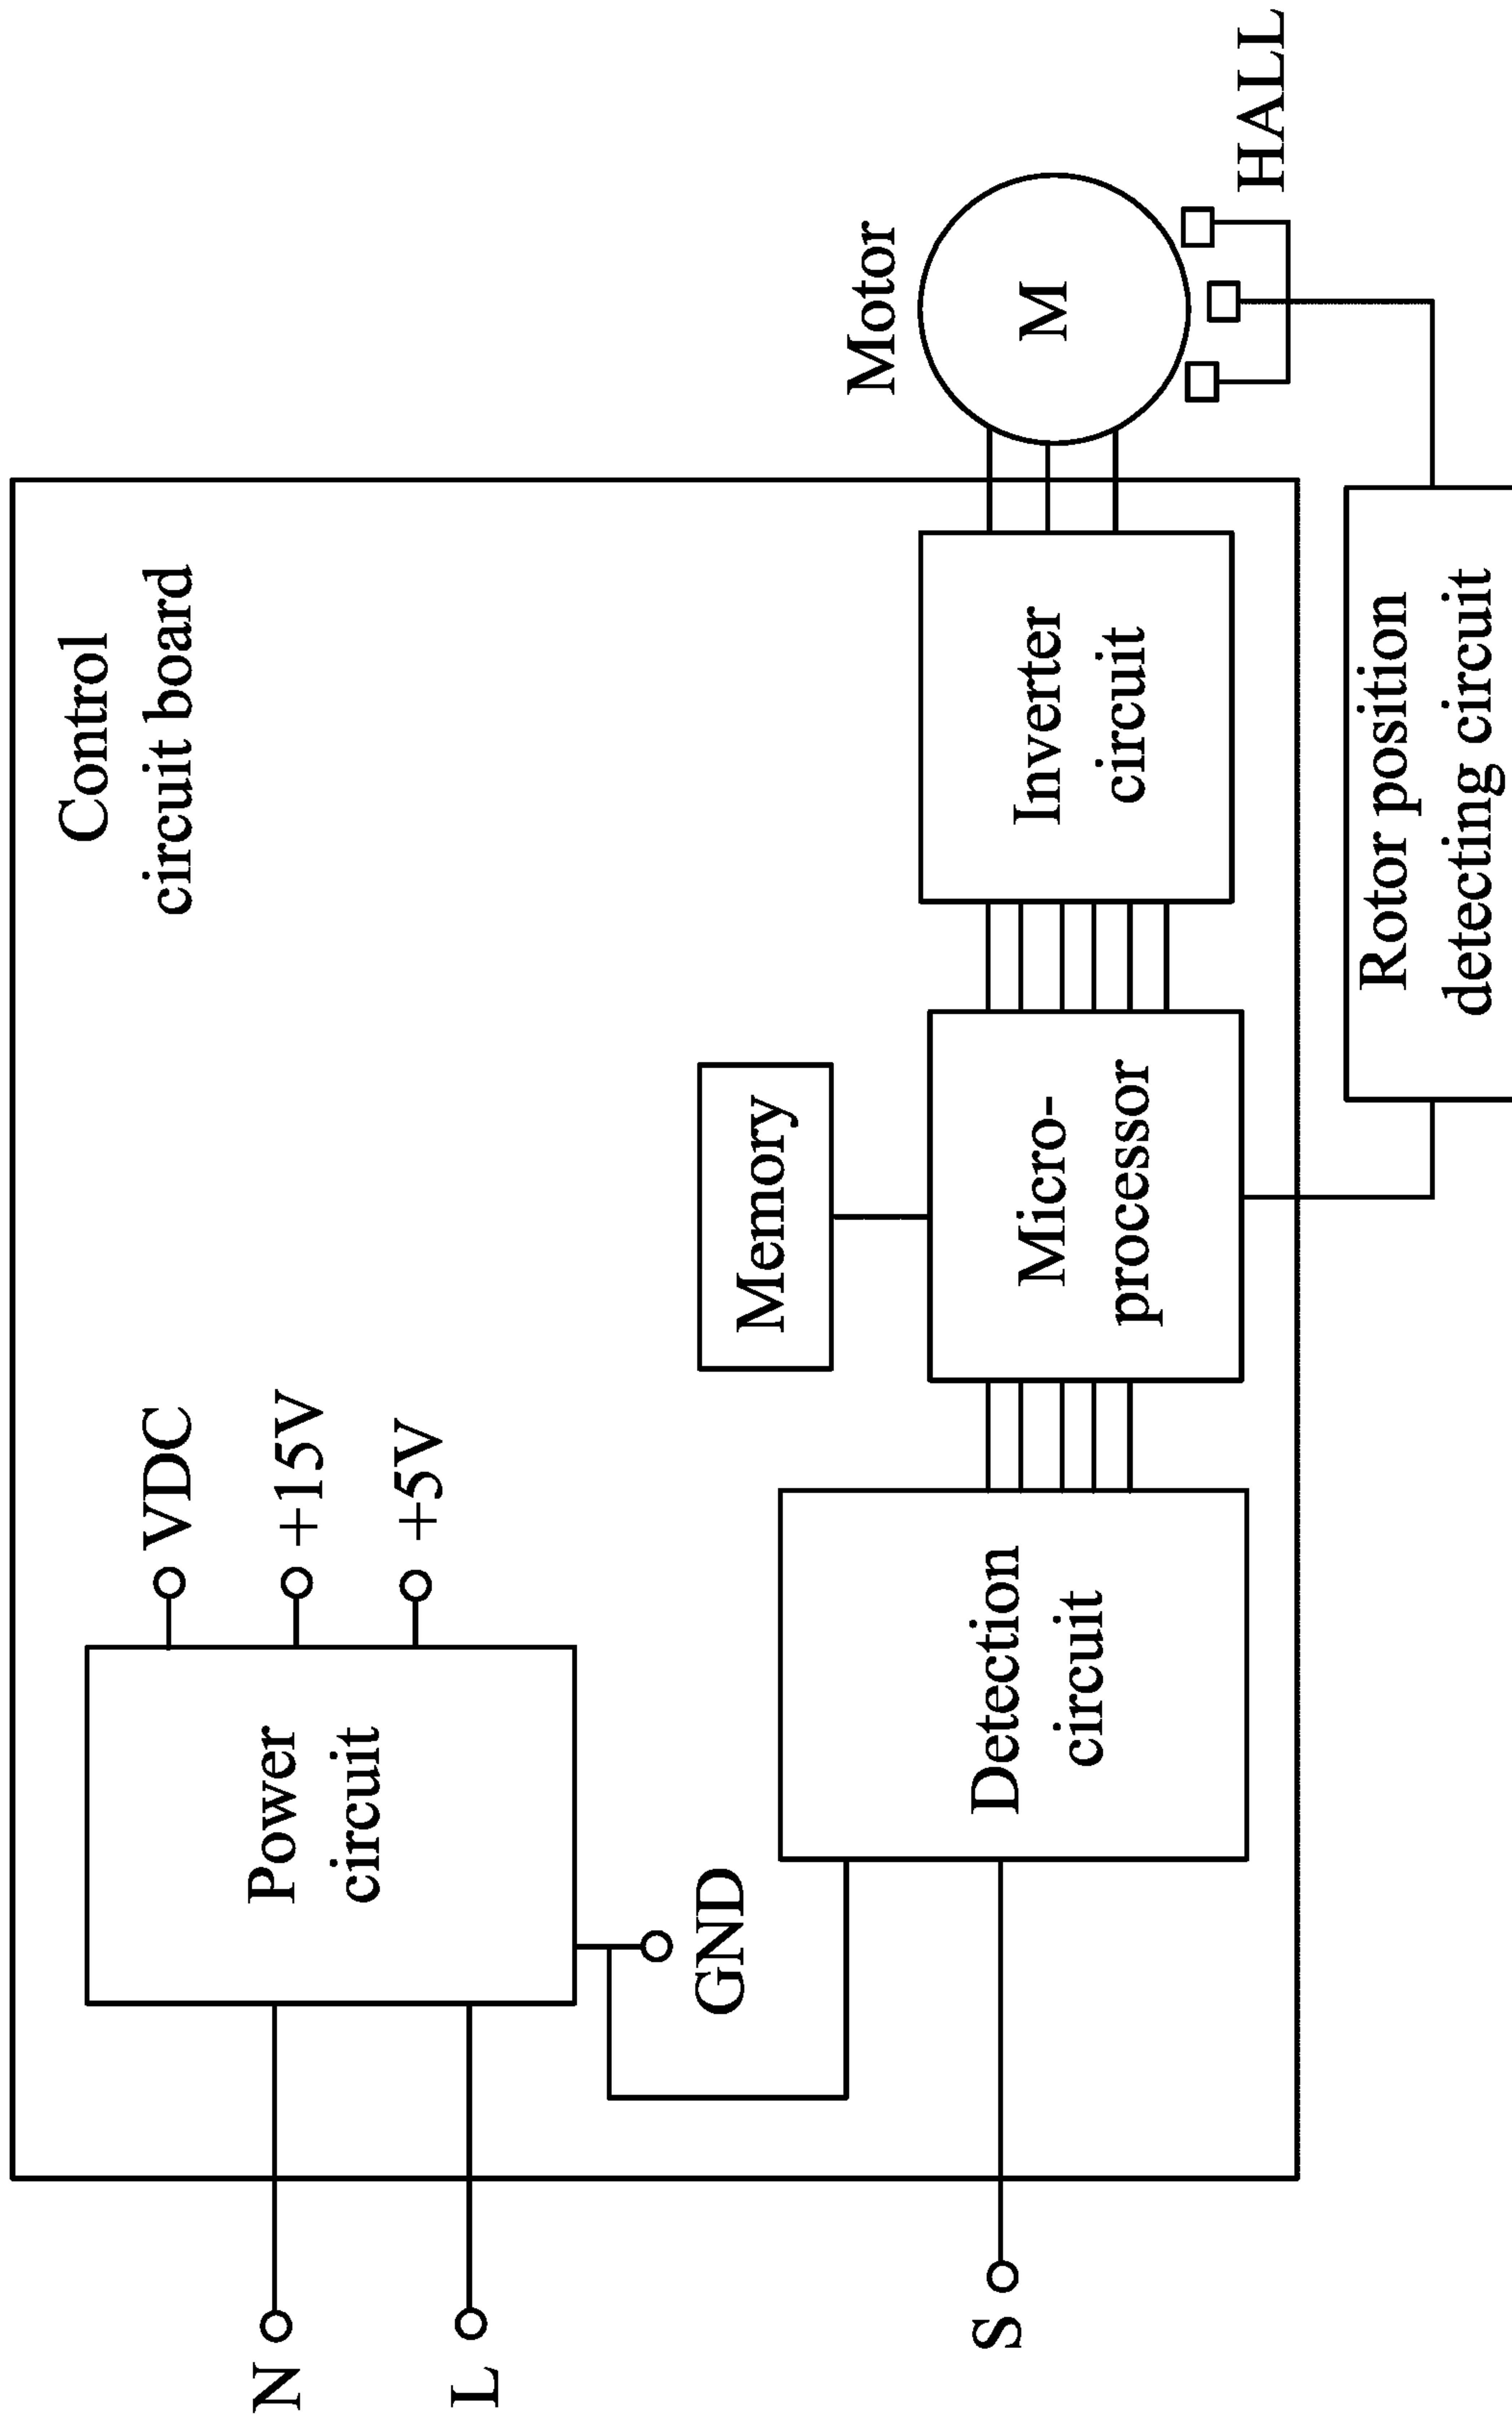 Control
circuit board
N
L
Power
circuit
VDC
+15V
+5V
GND
Memory
Motor
S
Detection
circuit
Micro-
processor
Inverter
circuit
M
HALL
Rotor position
detecting circuit